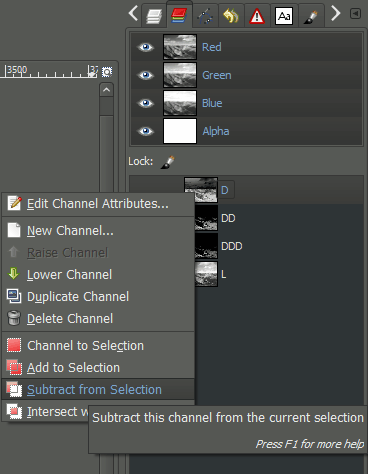 Aa
3500
Red
Green
Blue
Alpha
Lock:
D
DD
DDD
L
Edit Channel Attributes...
New Channel...
Raise Channel
Lower Channel
Duplicate Channel
Delete Channel
Channel to Selection
Add to Selection
Subtract from Selection
Intersect w
Subtract this channel from the current selection
Press F1 for more help